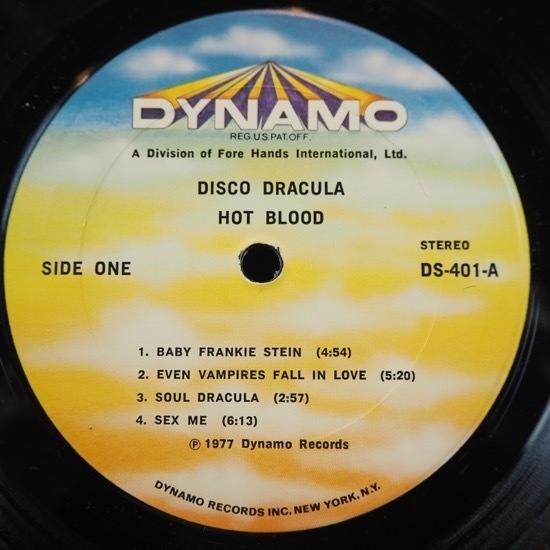 DYNAMO
REG.U.S.PAT.OFF.
A Division of Fore Hands International, Ltd.
DISCO DRACULA
HOT BLOOD
SIDE ONE
STEREO
DS-401-A
1. BABY FRANKIE STEIN (4:54)
2. EVEN VAMPIRES FALL IN LOVE (5:20)
3. SOUL DRACULA (2:57)
4. SEX ME (6:13)
℗ 1977 Dynamo Records
DYNAMO RECORDS INC. NEW YORK, N.Y.